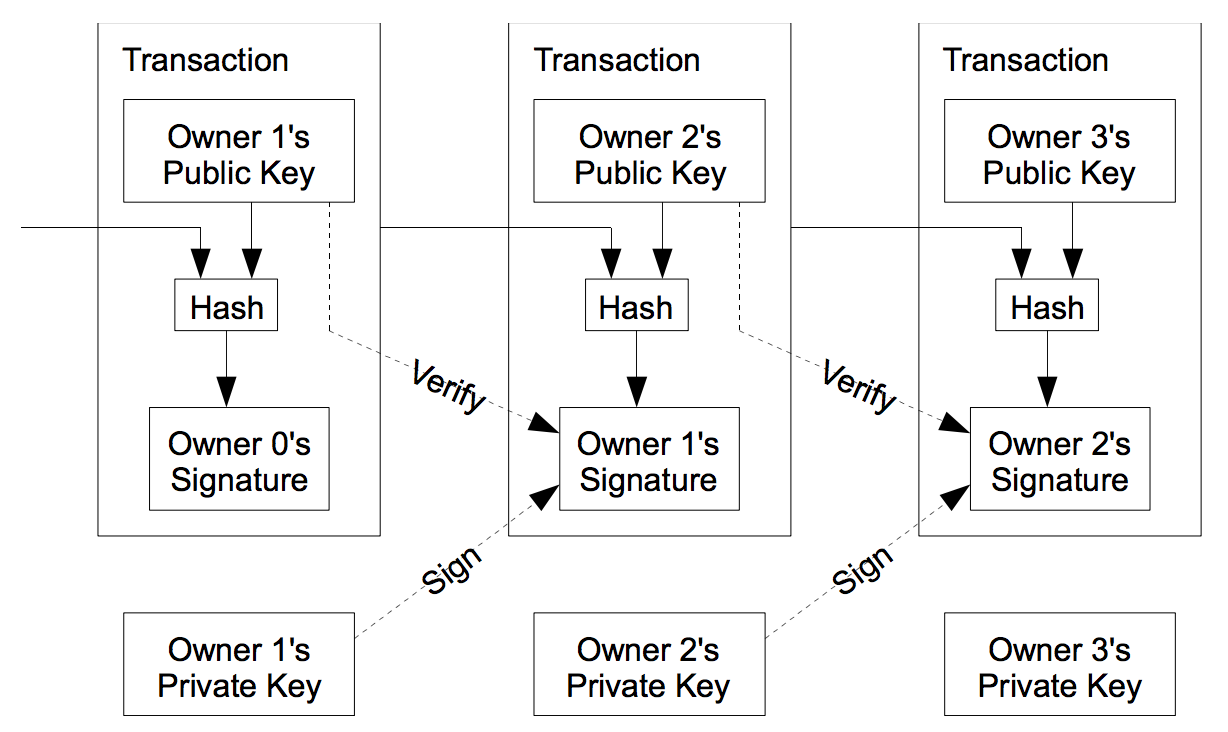 Transaction
Transaction
Transaction
Owner 1's
Public Key
Owner 2's
Public Key
Owner 3's
Public Key
Hash
Hash
Hash
Verify
Verify
Owner 0's
Signature
Owner 1's
Signature
Owner 2's
Signature
Sign
Sign
Owner 1's
Private Key
Owner 2's
Private Key
Owner 3's
Private Key